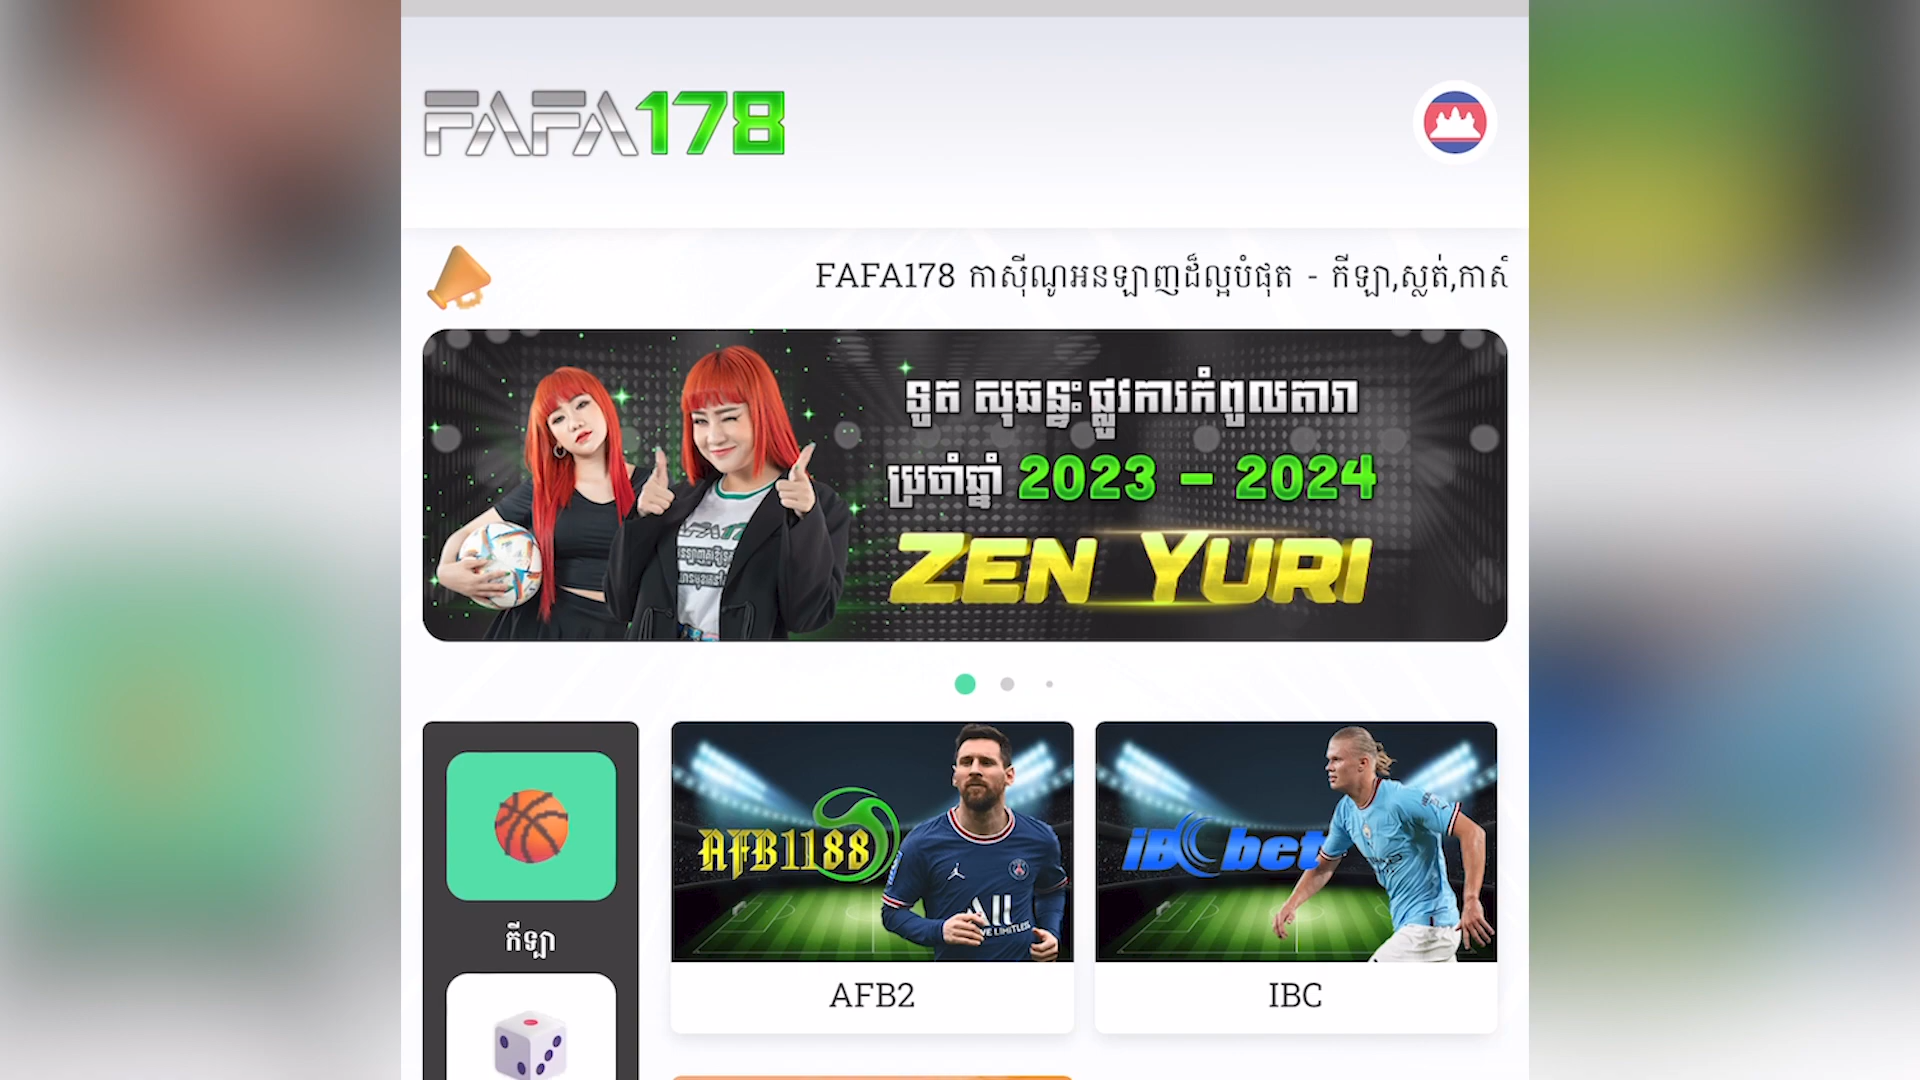 FAFA178
FAFA178 កាស៊ីណូអនឡាញដ៏ល្អបំផុត - កីឡា,ស្លត់,កាស
ទូត សុឆន្ទៈ ផ្លូវការកំពូលតារា
ប្រចាំឆ្នាំ 2023 - 2024
ZEN YURI
AFB1188
iBCbet
ALL
កីឡា
AFB2
IBC